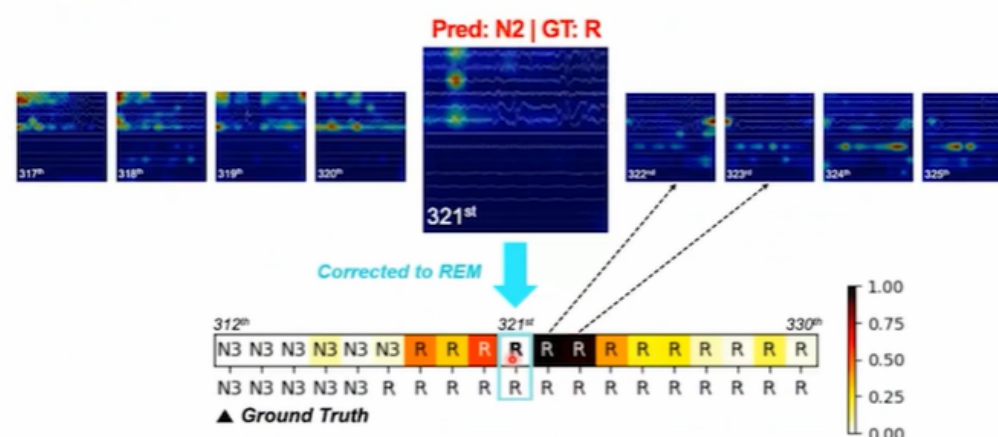 Pred: N2 | GT: R
317th
318th
319th
320th
321st
322nd
323rd
324th
325th
Corrected to REM
312th
321st
330th
N3 N3 N3 N3 N3 N3 R R R R R R R R R R R R R
N3 N3 N3 N3 N3 R R R R R R R R R R R R R R
▲ Ground Truth
1.00
0.75
0.50
0.25
0.00